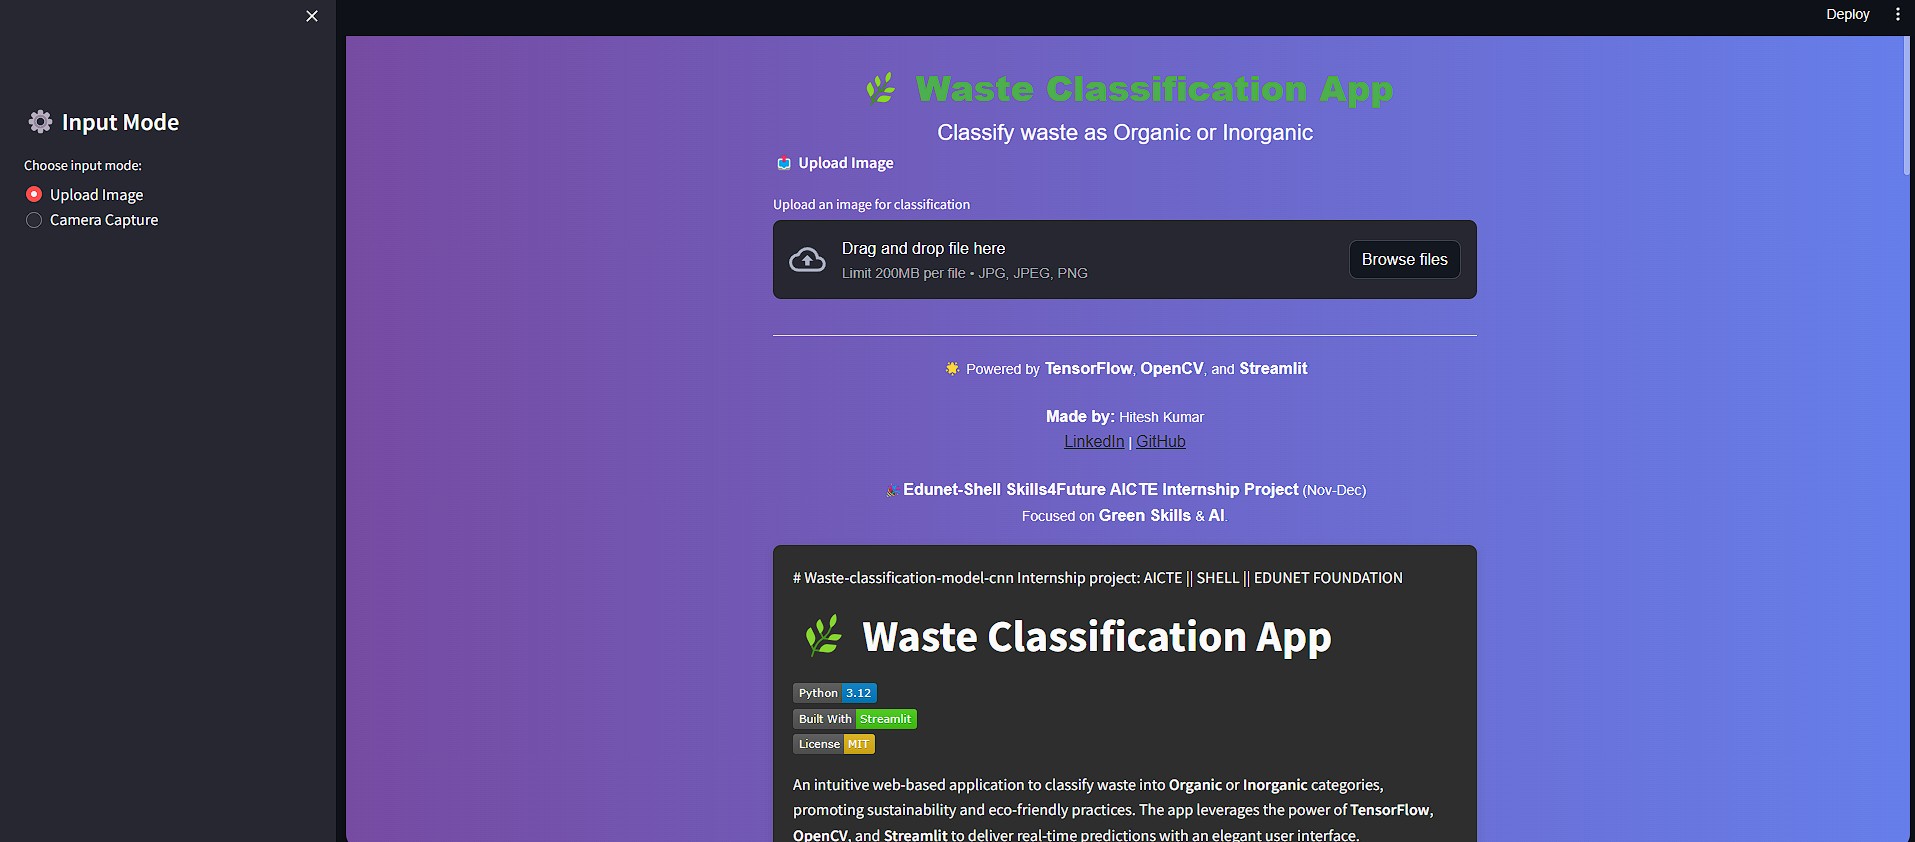 Deploy
Input Mode
Choose input mode:
Upload Image
Camera Capture
Waste Classification App
Classify waste as Organic or Inorganic
Upload Image
Upload an image for classification
Drag and drop file here
Limit 200MB per file • JPG, JPEG, PNG
Browse files
Powered by TensorFlow, OpenCV, and Streamlit
Made by: Hitesh Kumar
LinkedIn | GitHub
Edunet-Shell Skills4Future AICTE Internship Project (Nov-Dec)
Focused on Green Skills & AI.
# Waste-classification-model-cnn Internship project: AICTE || SHELL || EDUNET FOUNDATION
Waste Classification App
Python 3.12
Built With Streamlit
License MIT
An intuitive web-based application to classify waste into Organic or Inorganic categories,
promoting sustainability and eco-friendly practices. The app leverages the power of TensorFlow,
OpenCV, and Streamlit to deliver real-time predictions with an elegant user interface.